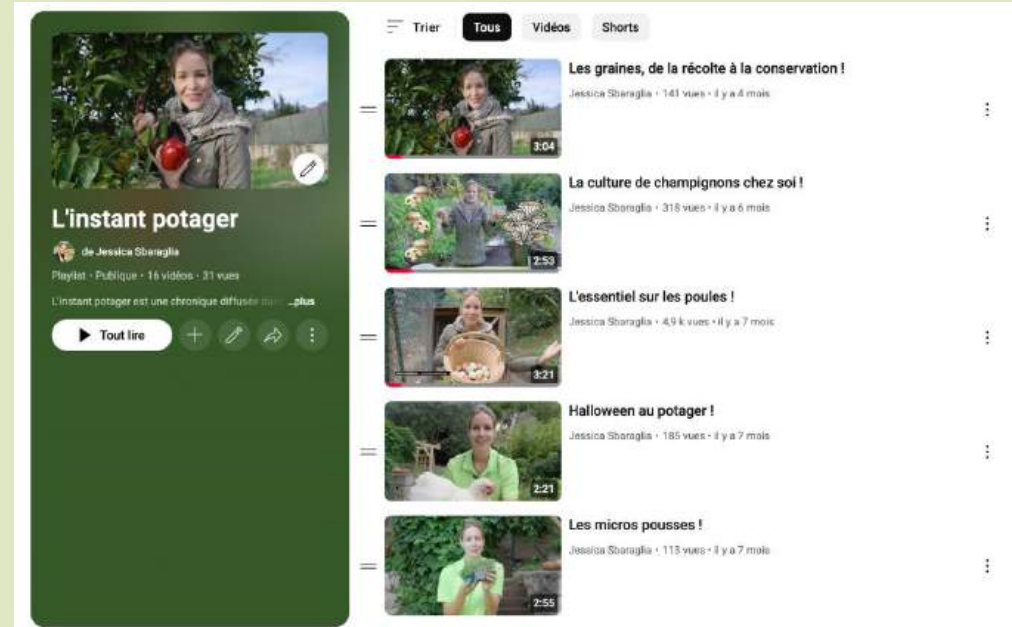 L'instant potager
de Jessica Sbaraglia
Playlist • Publique • 16 vidéos • 31 vues
L'instant potager est une chronique diffusée ...plus
Tout lire
Trier
Tous
Vidéos
Shorts
Les graines, de la récolte à la conservation !
Jessica Sbaraglia • 141 vues • il y a 4 mois
3:04
La culture de champignons chez soi !
Jessica Sbaraglia • 318 vues • il y a 6 mois
2:53
L'essentiel sur les poules !
Jessica Sbaraglia • 4,9 k vues • il y a 7 mois
3:21
Halloween au potager !
Jessica Sbaraglia • 185 vues • il y a 7 mois
2:21
Les micros pousses !
Jessica Sbaraglia • 113 vues • il y a 7 mois
2:55